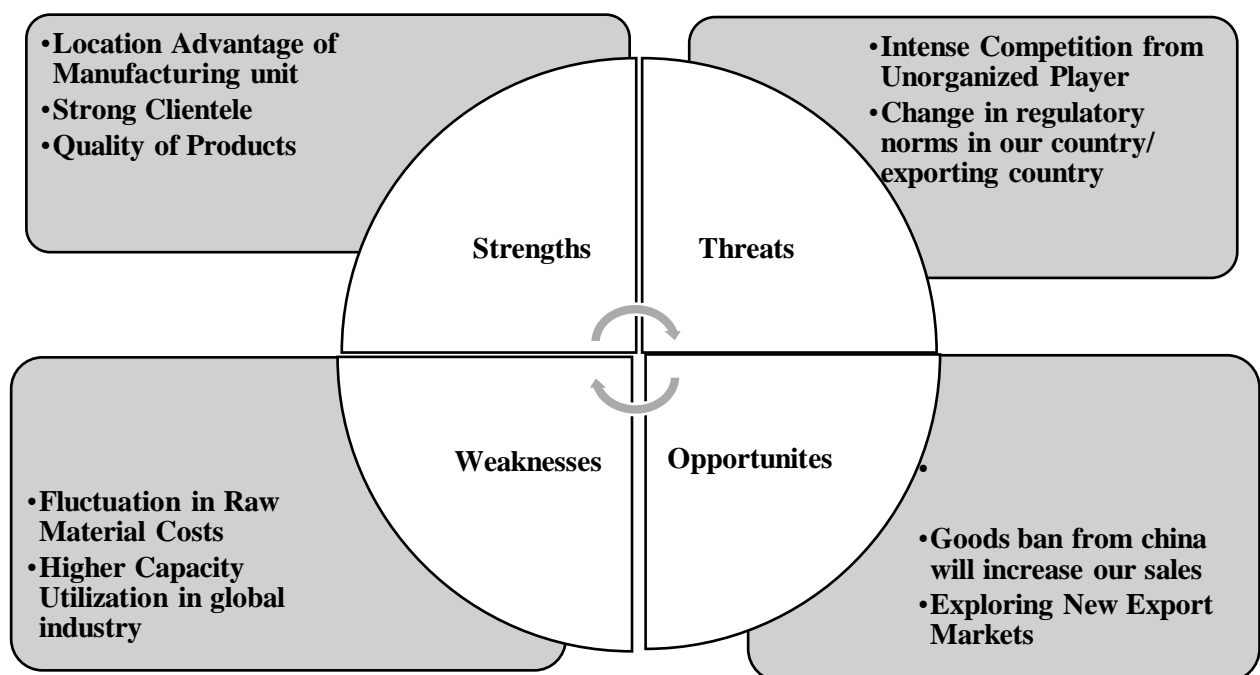 •Location Advantage of
Manufacturing unit
•Strong Clientele
•Quality of Products
•Intense Competition from
Unorganized Player
•Change in regulatory
norms in our country/
exporting country
Strengths
Threats
Weaknesses
Opportunites
•Fluctuation in Raw
Material Costs
•Higher Capacity
Utilization in global
industry
•
•Goods ban from china
will increase our sales
•Exploring New Export
Markets